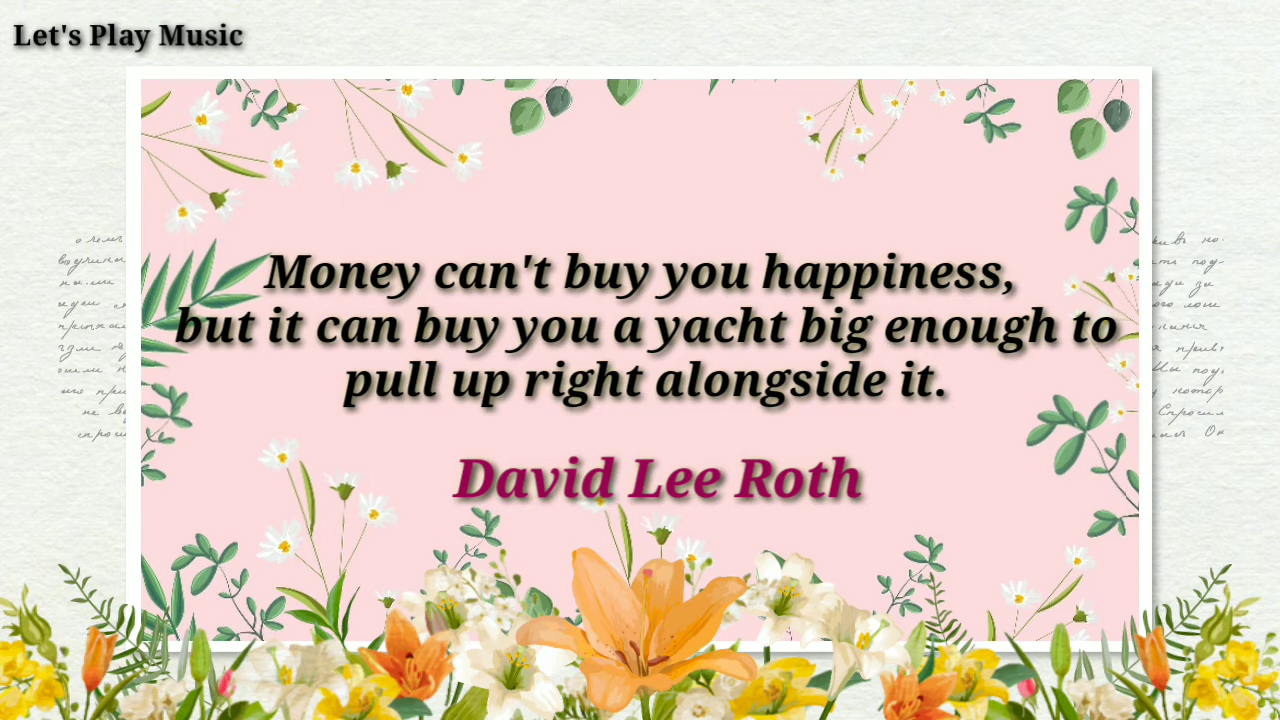 Let's Play Music
Money can't buy you happiness,
but it can buy you a yacht big enough to
pull up right alongside it.
David Lee Roth